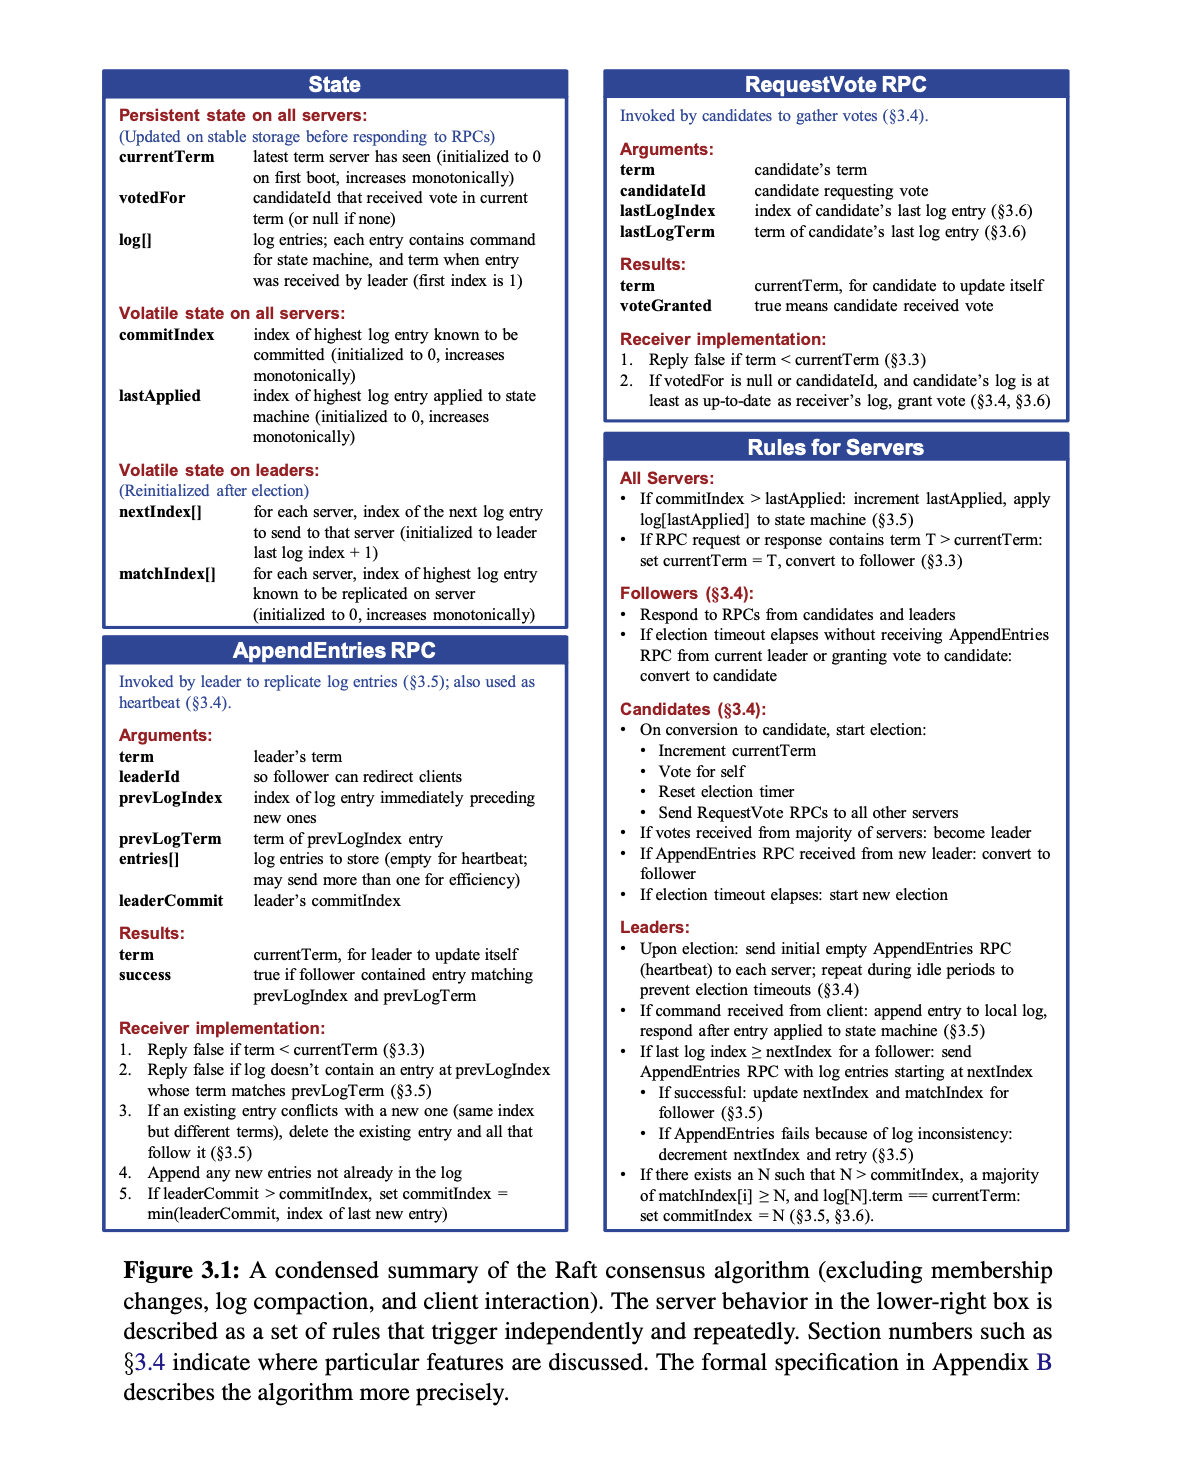 State
Persistent state on all servers:
(Updated on stable storage before responding to RPCs)
currentTerm latest term server has seen (initialized to 0
on first boot, increases monotonically)
votedFor candidateId that received vote in current
term (or null if none)
log[] log entries; each entry contains command
for state machine, and term when entry
was received by leader (first index is 1)
Volatile state on all servers:
commitIndex index of highest log entry known to be
committed (initialized to 0, increases
monotonically)
lastApplied index of highest log entry applied to state
machine (initialized to 0, increases
monotonically)
Volatile state on leaders:
(Reinitialized after election)
nextIndex[] for each server, index of the next log entry
to send to that server (initialized to leader
last log index + 1)
matchIndex[] for each server, index of highest log entry
known to be replicated on server
(initialized to 0, increases monotonically)
AppendEntries RPC
Invoked by leader to replicate log entries (§3.5); also used as
heartbeat (§3.4).
Arguments:
term leader's term
leaderId so follower can redirect clients
prevLogIndex index of log entry immediately preceding
new ones
prevLogTerm term of prevLogIndex entry
entries[] log entries to store (empty for heartbeat;
may send more than one for efficiency)
leaderCommit leader's commitIndex
Results:
term currentTerm, for leader to update itself
success true if follower contained entry matching
prevLogIndex and prevLogTerm
Receiver implementation:
1. Reply false if term < currentTerm (§3.3)
2. Reply false if log doesn't contain an entry at prevLogIndex
whose term matches prevLogTerm (§3.5)
3. If an existing entry conflicts with a new one (same index
but different terms), delete the existing entry and all that
follow it (§3.5)
4. Append any new entries not already in the log
5. If leaderCommit > commitIndex, set commitIndex =
min(leaderCommit, index of last new entry)
RequestVote RPC
Invoked by candidates to gather votes (§3.4).
Arguments:
term candidate's term
candidateId candidate requesting vote
lastLogIndex index of candidate's last log entry (§3.6)
lastLogTerm term of candidate's last log entry (§3.6)
Results:
term currentTerm, for candidate to update itself
voteGranted true means candidate received vote
Receiver implementation:
1. Reply false if term < currentTerm (§3.3)
2. If votedFor is null or candidateId, and candidate's log is at
least as up-to-date as receiver's log, grant vote (§3.4, §3.6)
Rules for Servers
All Servers:
• If commitIndex > lastApplied: increment lastApplied, apply
log[lastApplied] to state machine (§3.5)
• If RPC request or response contains term T > currentTerm:
set currentTerm = T, convert to follower (§3.3)
Followers (§3.4):
• Respond to RPCs from candidates and leaders
• If election timeout elapses without receiving AppendEntries
RPC from current leader or granting vote to candidate:
convert to candidate
Candidates (§3.4):
• On conversion to candidate, start election:
• Increment currentTerm
• Vote for self
• Reset election timer
• Send RequestVote RPCs to all other servers
• If votes received from majority of servers: become leader
• If AppendEntries RPC received from new leader: convert to
follower
• If election timeout elapses: start new election
Leaders:
• Upon election: send initial empty AppendEntries RPC
(heartbeat) to each server; repeat during idle periods to
prevent election timeouts (§3.4)
• If command received from client: append entry to local log,
respond after entry applied to state machine (§3.5)
• If last log index ≥ nextIndex for a follower: send
AppendEntries RPC with log entries starting at nextIndex
• If successful: update nextIndex and matchIndex for
follower (§3.5)
• If AppendEntries fails because of log inconsistency:
decrement nextIndex and retry (§3.5)
• If there exists an N such that N > commitIndex, a majority
of matchIndex[i] ≥ N, and log[N].term == currentTerm:
set commitIndex = N (§3.5, §3.6).
Figure 3.1: A condensed summary of the Raft consensus algorithm (excluding membership
changes, log compaction, and client interaction). The server behavior in the lower-right box is
described as a set of rules that trigger independently and repeatedly. Section numbers such as
§3.4 indicate where particular features are discussed. The formal specification in Appendix B
describes the algorithm more precisely.